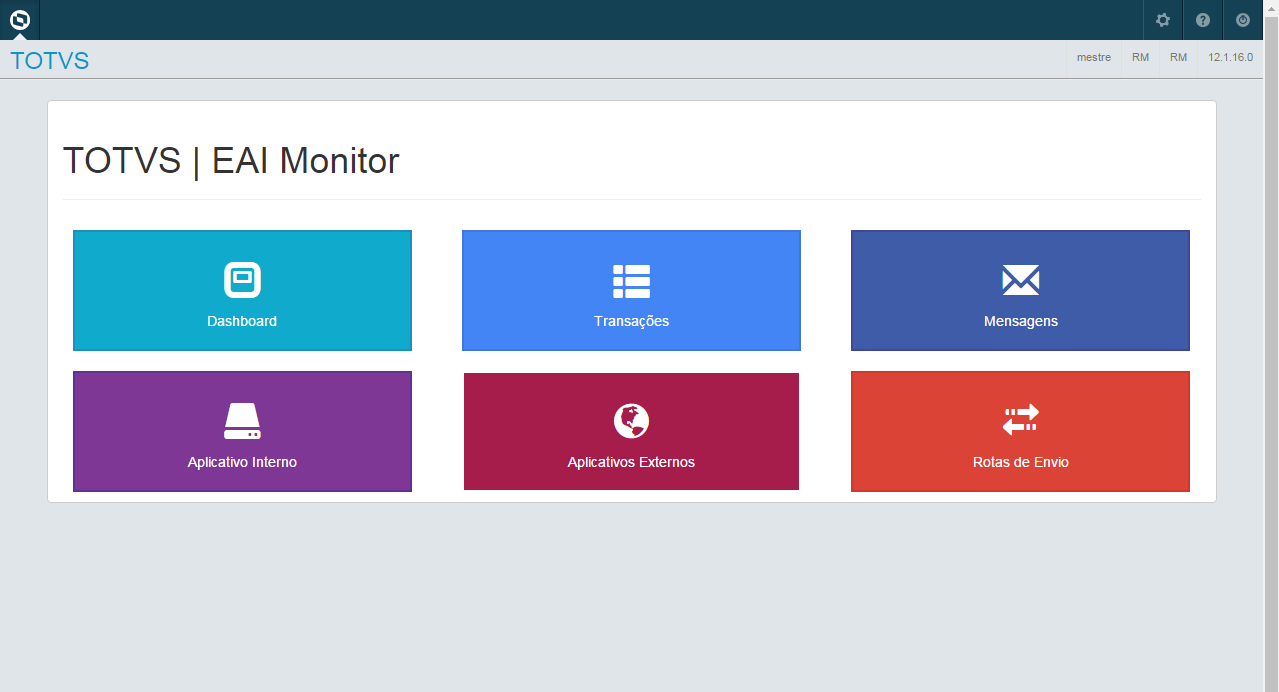 TOTVS
mestre RM RM 12.1.16.0
TOTVS | EAI Monitor
Dashboard
Transações
Mensagens
Aplicativo Interno
Aplicativos Externos
Rotas de Envio